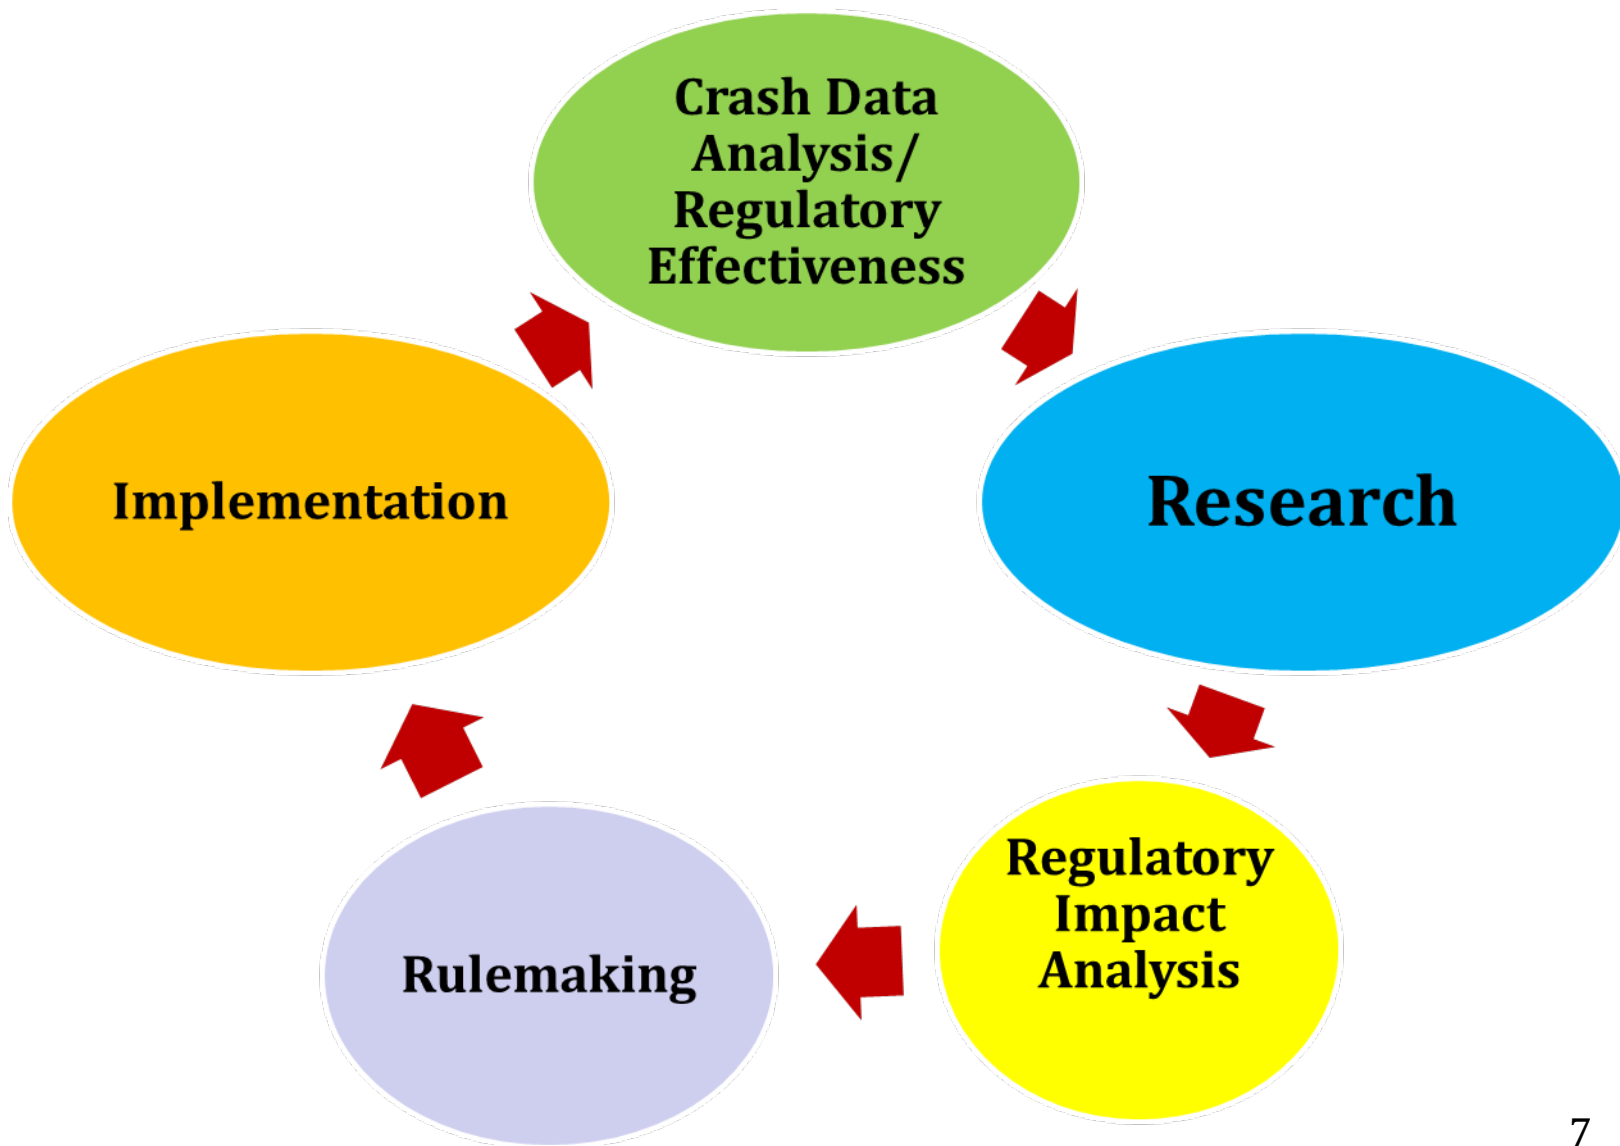 Crash Data
Analysis/
Regulatory
Effectiveness
Research
Regulatory
Impact
Analysis
Rulemaking
Implementation
7